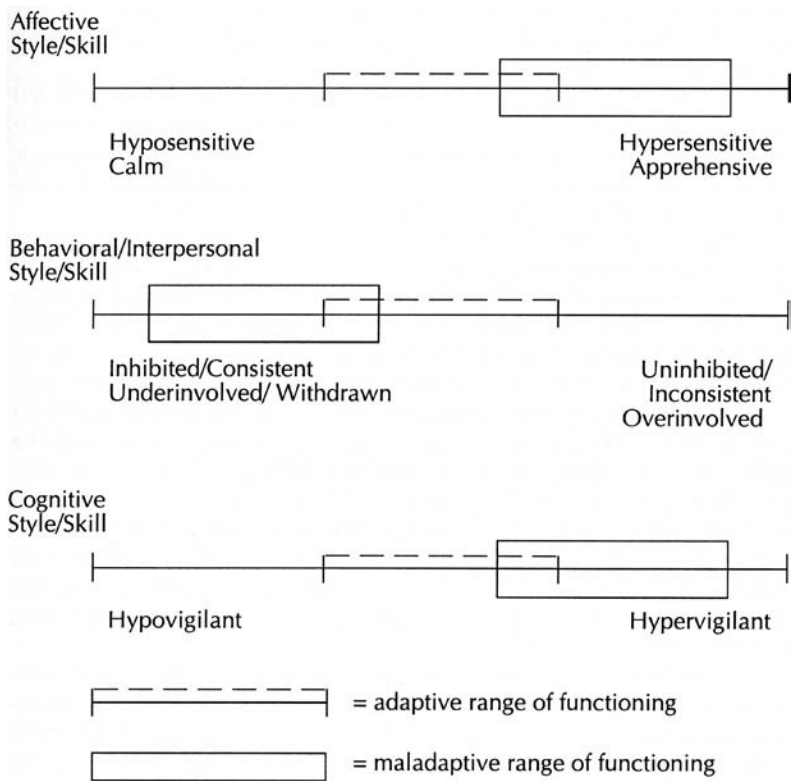 Affective
Style/Skill
Hyposensitive
Calm
Hypersensitive
Apprehensive
Behavioral/Interpersonal
Style/Skill
Inhibited/Consistent
Underinvolved/ Withdrawn
Uninhibited/
Inconsistent
Overinvolved
Cognitive
Style/Skill
Hypovigilant
Hypervigilant
= adaptive range of functioning
= maladaptive range of functioning